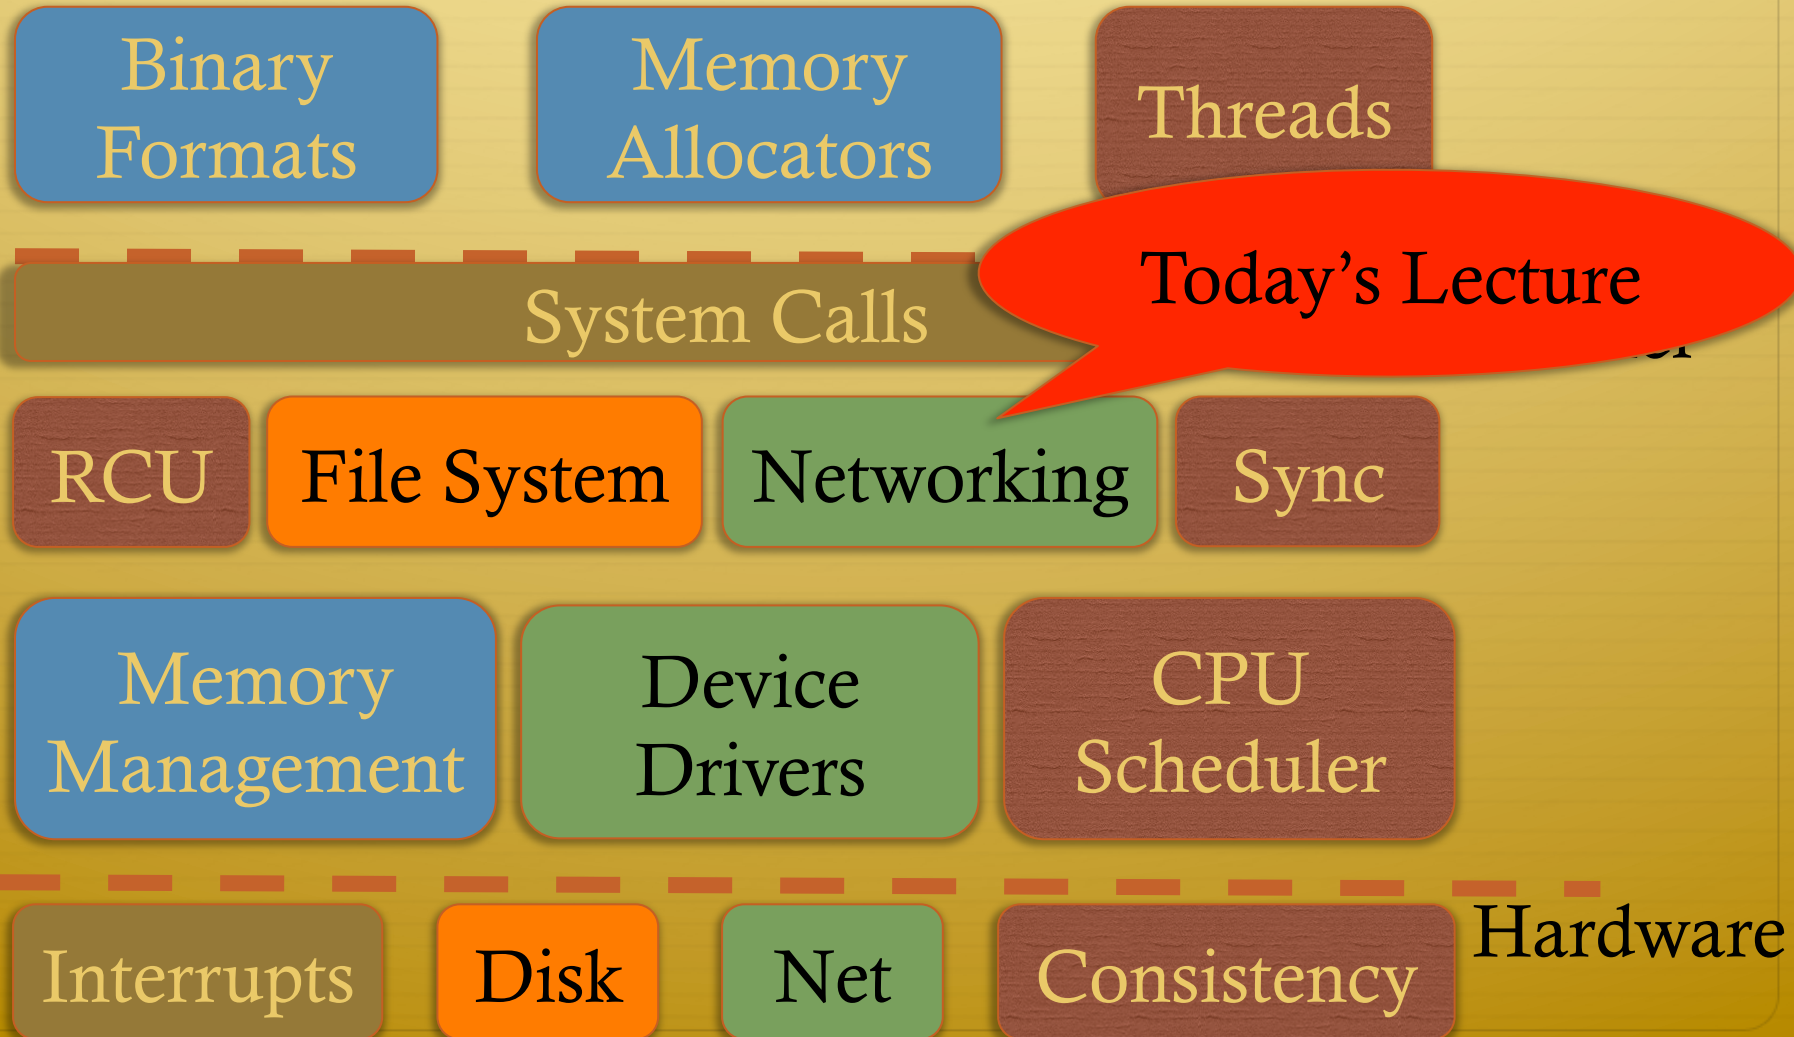 Binary
Formats
Memory
Allocators
Threads
Today’s Lecture
System Calls
RCU
File System
Networking
Sync
Memory
Management
Device
Drivers
CPU
Scheduler
Hardware
Interrupts
Disk
Net
Consistency